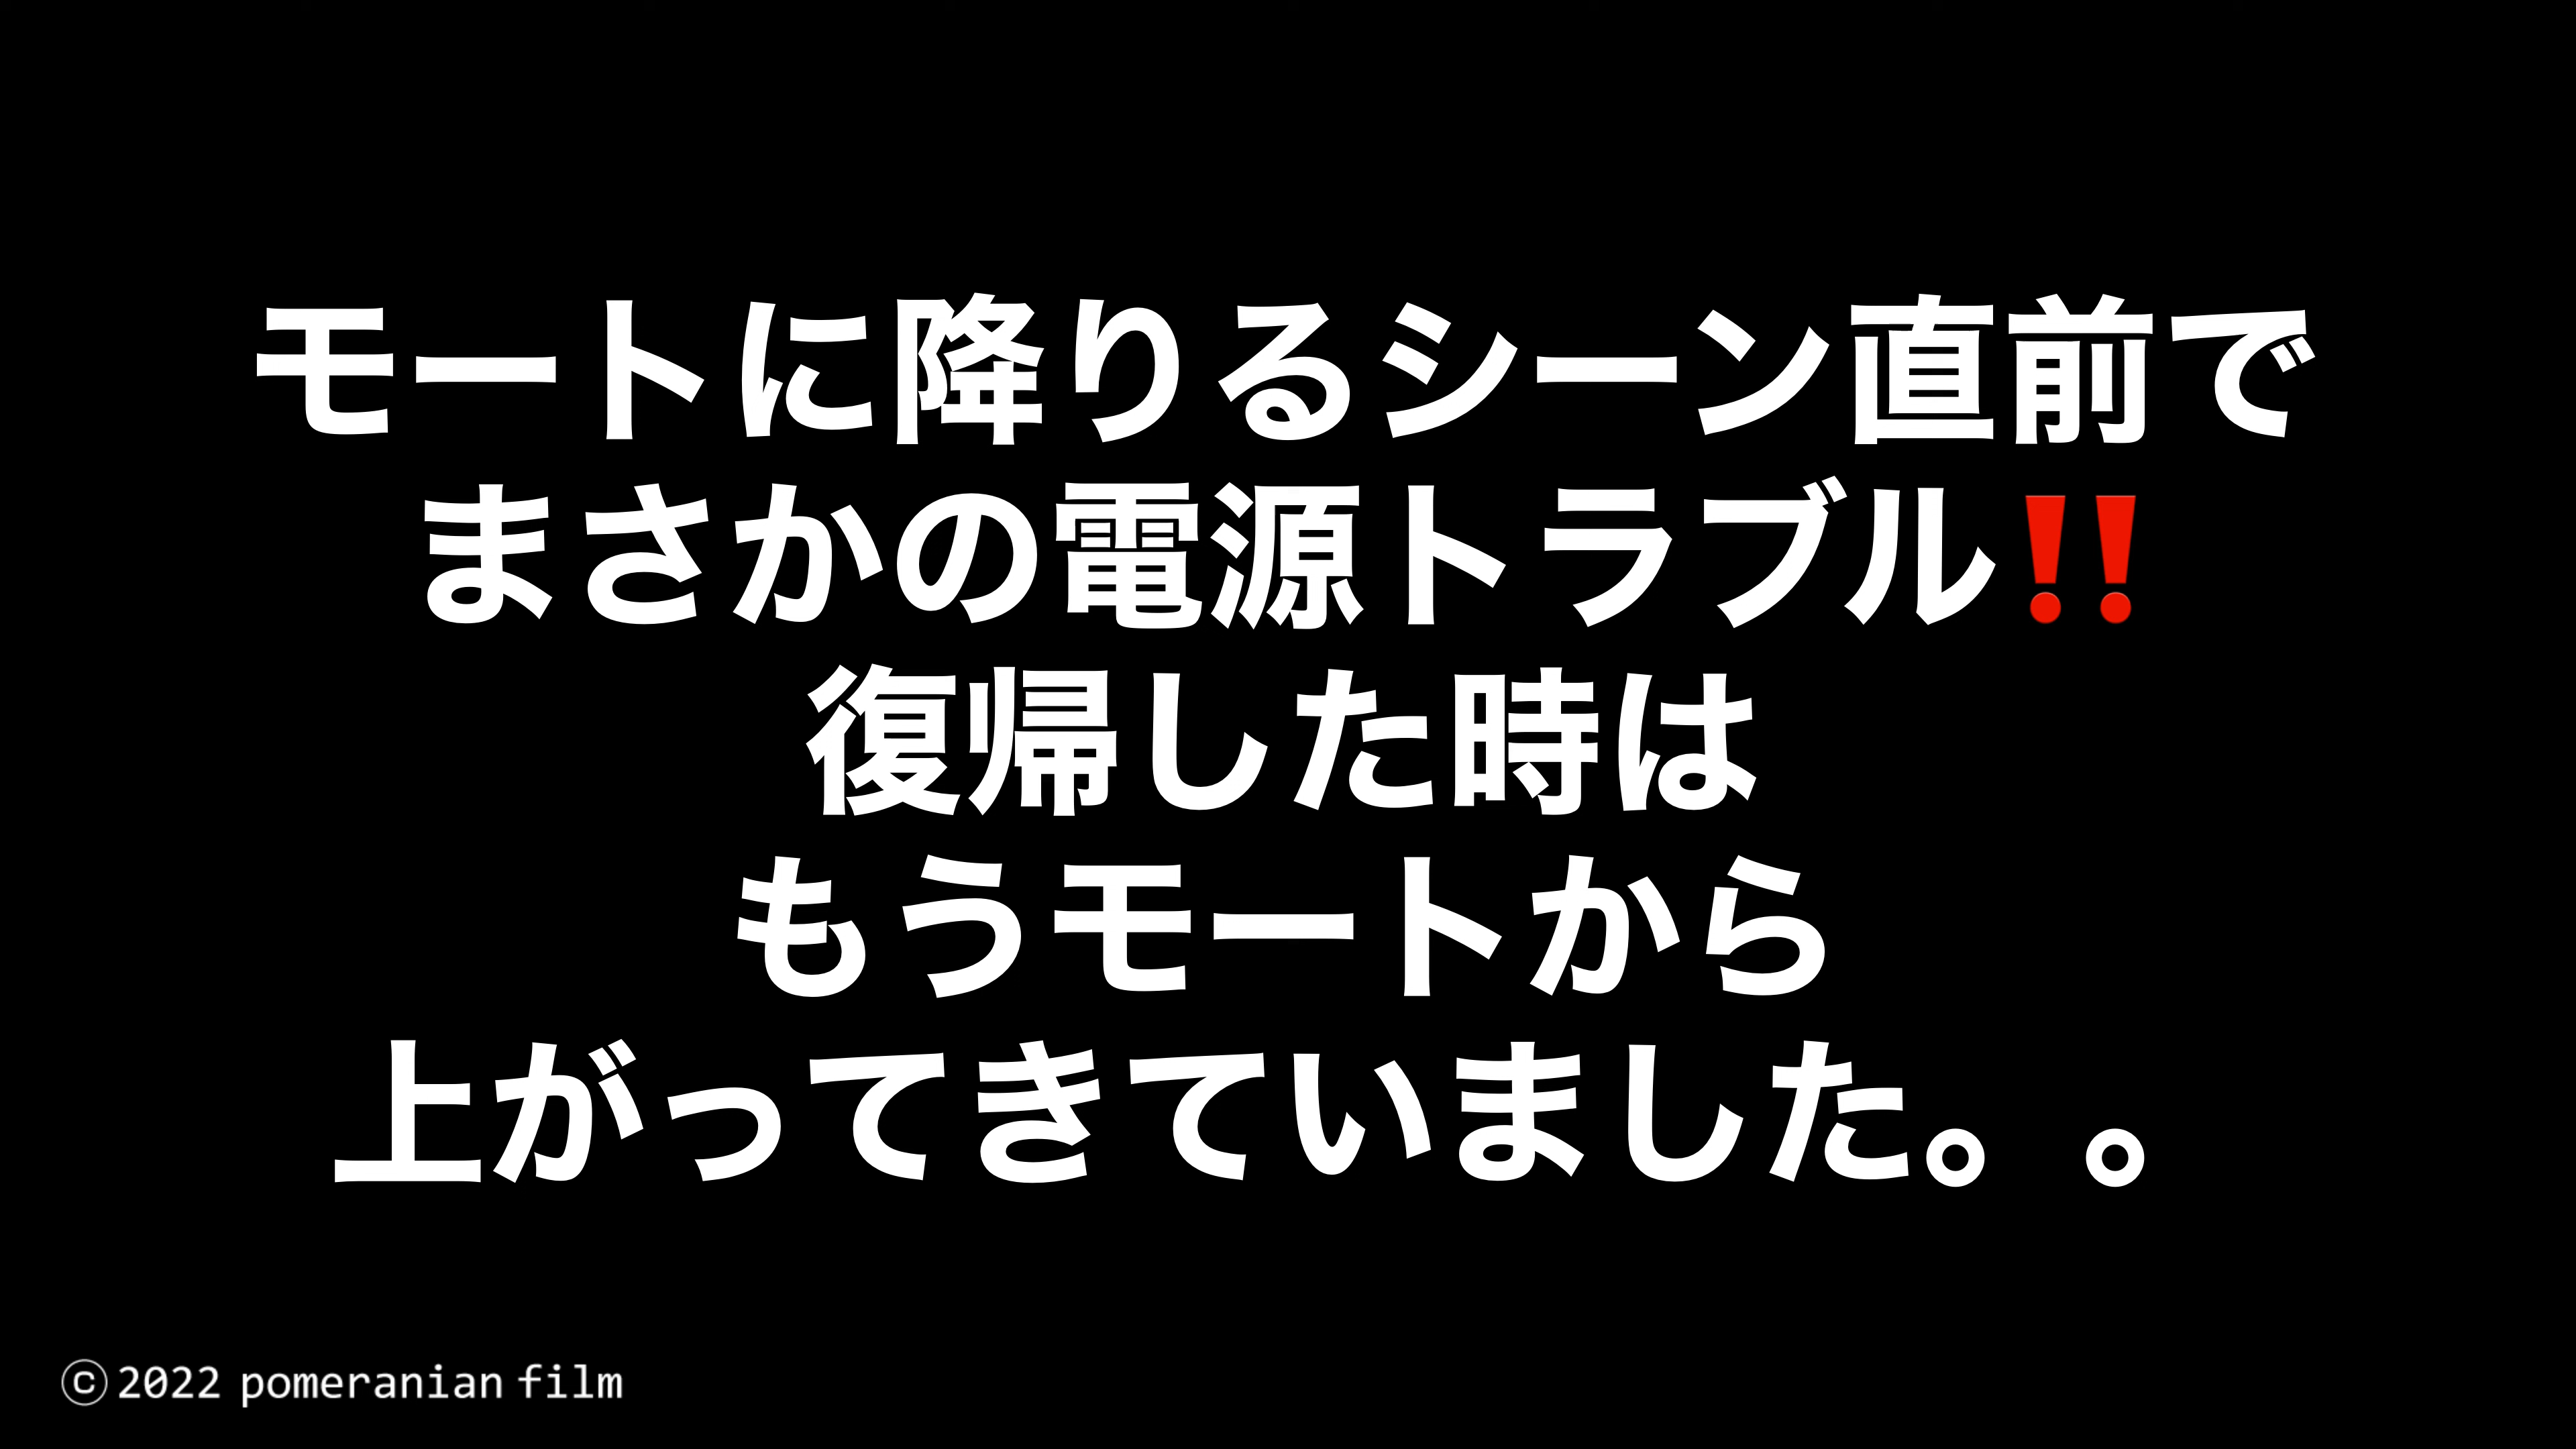 モートに降りるシーン直前で
まさかの電源トラブル‼️
復帰した時は
もうモートから
上がってきていました。。
©2022 pomeranian film